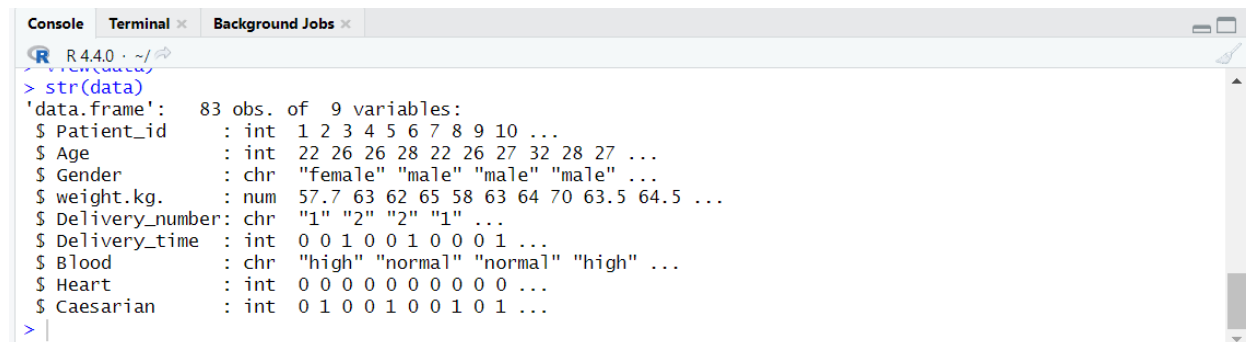 Console Terminal × Background Jobs ×
R 4.4.0 · ~/
> view(data)
> str(data)
'data.frame':   83 obs. of  9 variables:
 $ Patient_id     : int  1 2 3 4 5 6 7 8 9 10 ...
 $ Age            : int  22 26 26 28 22 26 27 32 28 27 ...
 $ Gender         : chr  "female" "male" "male" "male" ...
 $ weight.kg.     : num  57.7 63 62 65 58 63 64 70 63.5 64.5 ...
 $ Delivery_number: chr  "1" "2" "2" "1" ...
 $ Delivery_time  : int  0 0 1 0 0 1 0 0 0 1 ...
 $ Blood          : chr  "high" "normal" "normal" "high" ...
 $ Heart          : int  0 0 0 0 0 0 0 0 0 0 ...
 $ Caesarian      : int  0 1 0 0 1 0 0 1 0 1 ...
>